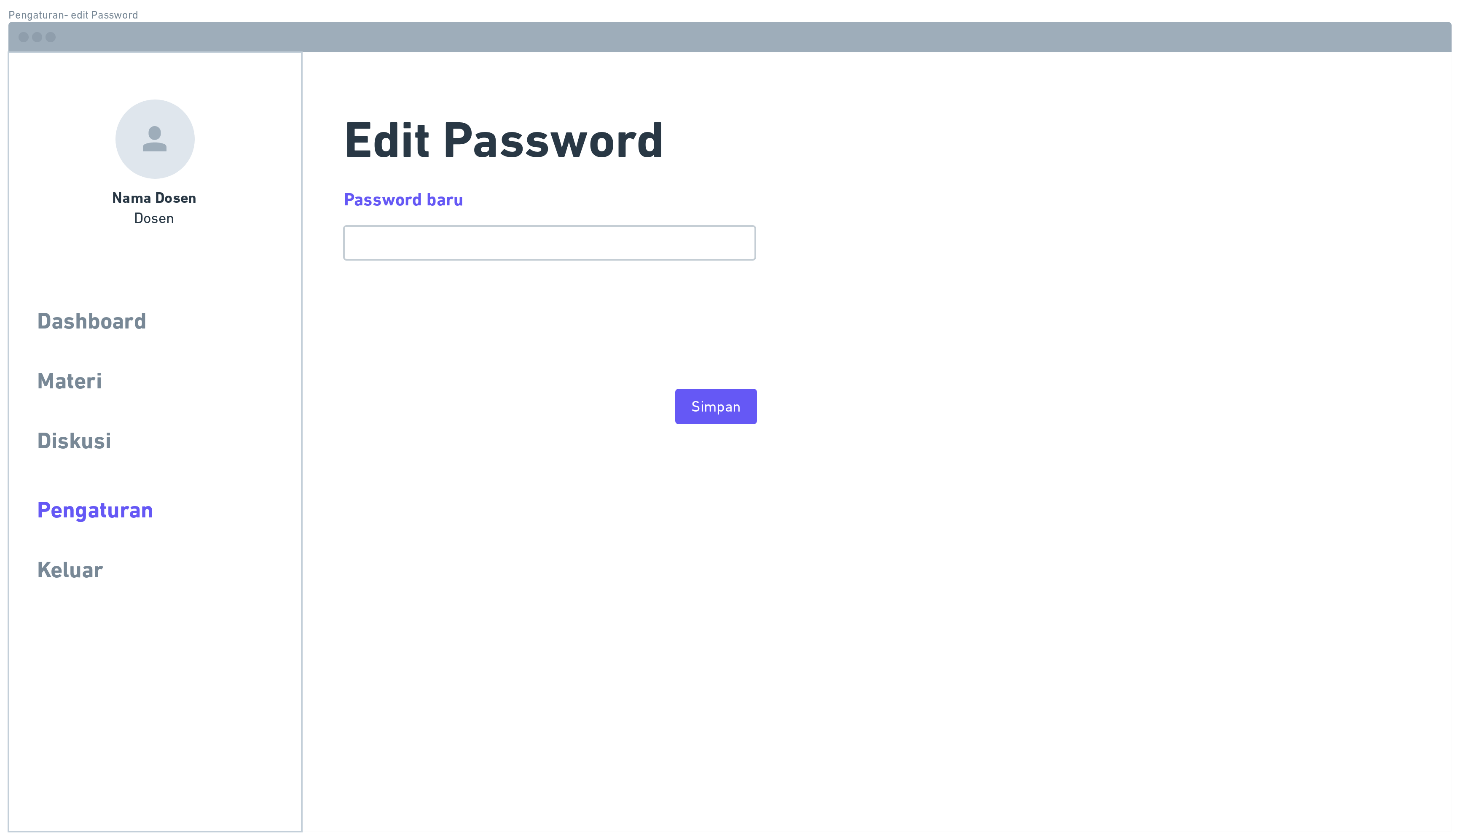 Pengaturan- edit Password
Nama Dosen
Dosen
Dashboard
Materi
Diskusi
Pengaturan
Keluar
Edit Password
Password baru
Simpan